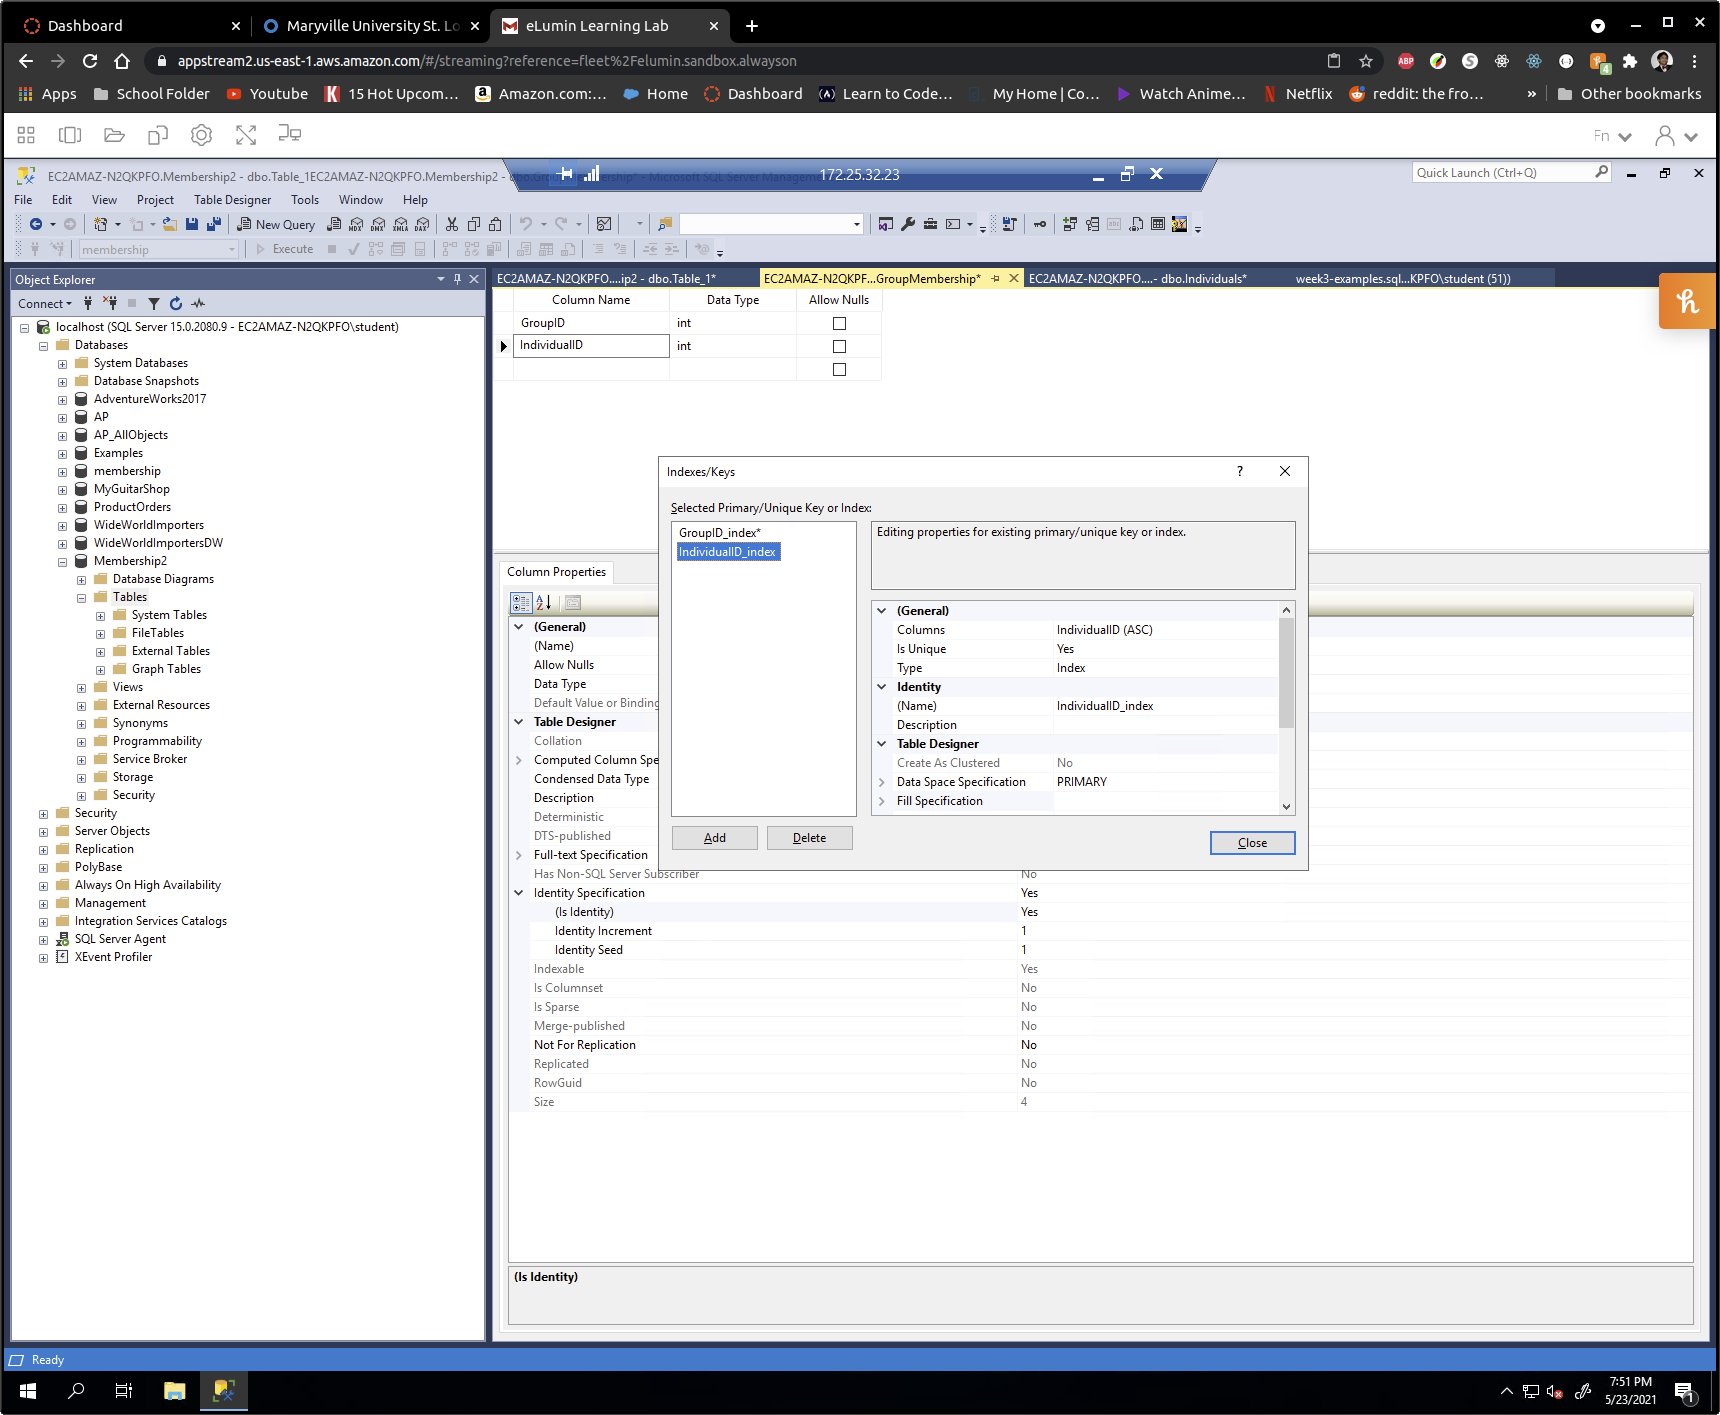 Dashboard
Maryville University St. Lo
eLumin Learning Lab
appstream2.us-east-1.aws.amazon.com/#/streaming?reference=fleet%2Felumin.sandbox.alwayson
ABP
4
Apps
School Folder
Youtube
15 Hot Upcom...
Amazon.com:...
Home
Dashboard
Learn to Code...
My Home | Co...
Watch Anime...
Netflix
reddit: the fro...
»
Other bookmarks
Fn
EC2AMAZ-N2QKPFO.Membership2 - dbo.Table_1EC2AMAZ-N2QKPFO.Membership2 - dbo.GroupMembership* - Microsoft SQL Server Management
172.25.32.23
Quick Launch (Ctrl+Q)
File Edit View Project Table Designer Tools Window Help
New Query
MDX DMX XMLA DAX
membership
Execute
Object Explorer
EC2AMAZ-N2QKPFO....ip2 - dbo.Table_1*
EC2AMAZ-N2QKPF...GroupMembership*
EC2AMAZ-N2QKPFO....- dbo.Individuals*
week3-examples.sql...KPFO\student (51))
Connect
Column Name Data Type Allow Nulls
GroupID int
IndividualID int
localhost (SQL Server 15.0.2080.9 - EC2AMAZ-N2QKPFO\student)
Databases
System Databases
Database Snapshots
AdventureWorks2017
AP
AP_AllObjects
Examples
membership
MyGuitarShop
ProductOrders
WideWorldImporters
WideWorldImportersDW
Membership2
Database Diagrams
Tables
System Tables
FileTables
External Tables
Graph Tables
Views
External Resources
Synonyms
Programmability
Service Broker
Storage
Security
Security
Server Objects
Replication
PolyBase
Always On High Availability
Management
Integration Services Catalogs
SQL Server Agent
XEvent Profiler
Indexes/Keys
?
Selected Primary/Unique Key or Index:
GroupID_index*
IndividualID_index
Editing properties for existing primary/unique key or index.
(General)
Columns IndividualID (ASC)
Is Unique Yes
Type Index
Identity
(Name) IndividualID_index
Description
Table Designer
Create As Clustered No
Data Space Specification PRIMARY
Fill Specification
Add
Delete
Close
Column Properties
(General)
(Name)
Allow Nulls
Data Type
Default Value or Binding
Table Designer
Collation
Computed Column Spe
Condensed Data Type
Description
Deterministic
DTS-published
Full-text Specification
Has Non-SQL Server Subscriber No
Identity Specification Yes
(Is Identity) Yes
Identity Increment 1
Identity Seed 1
Indexable Yes
Is Columnset No
Is Sparse No
Merge-published No
Not For Replication No
Replicated No
RowGuid No
Size 4
(Is Identity)
Ready
7:51 PM
5/23/2021
1